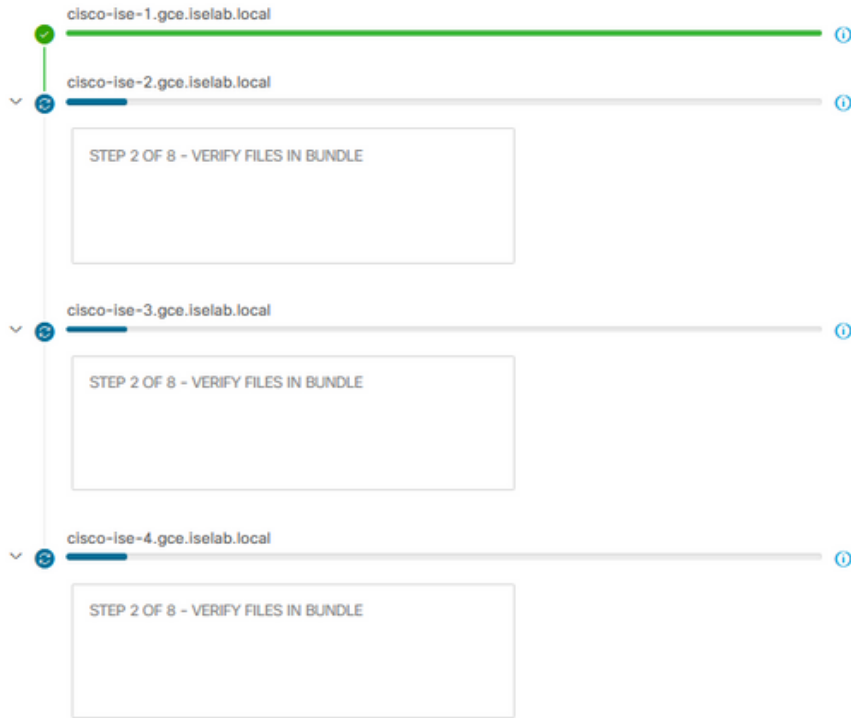 cisco-ise-1.gce.iselab.local
cisco-ise-2.gce.iselab.local
STEP 2 OF 8 - VERIFY FILES IN BUNDLE
cisco-ise-3.gce.iselab.local
STEP 2 OF 8 - VERIFY FILES IN BUNDLE
cisco-ise-4.gce.iselab.local
STEP 2 OF 8 - VERIFY FILES IN BUNDLE